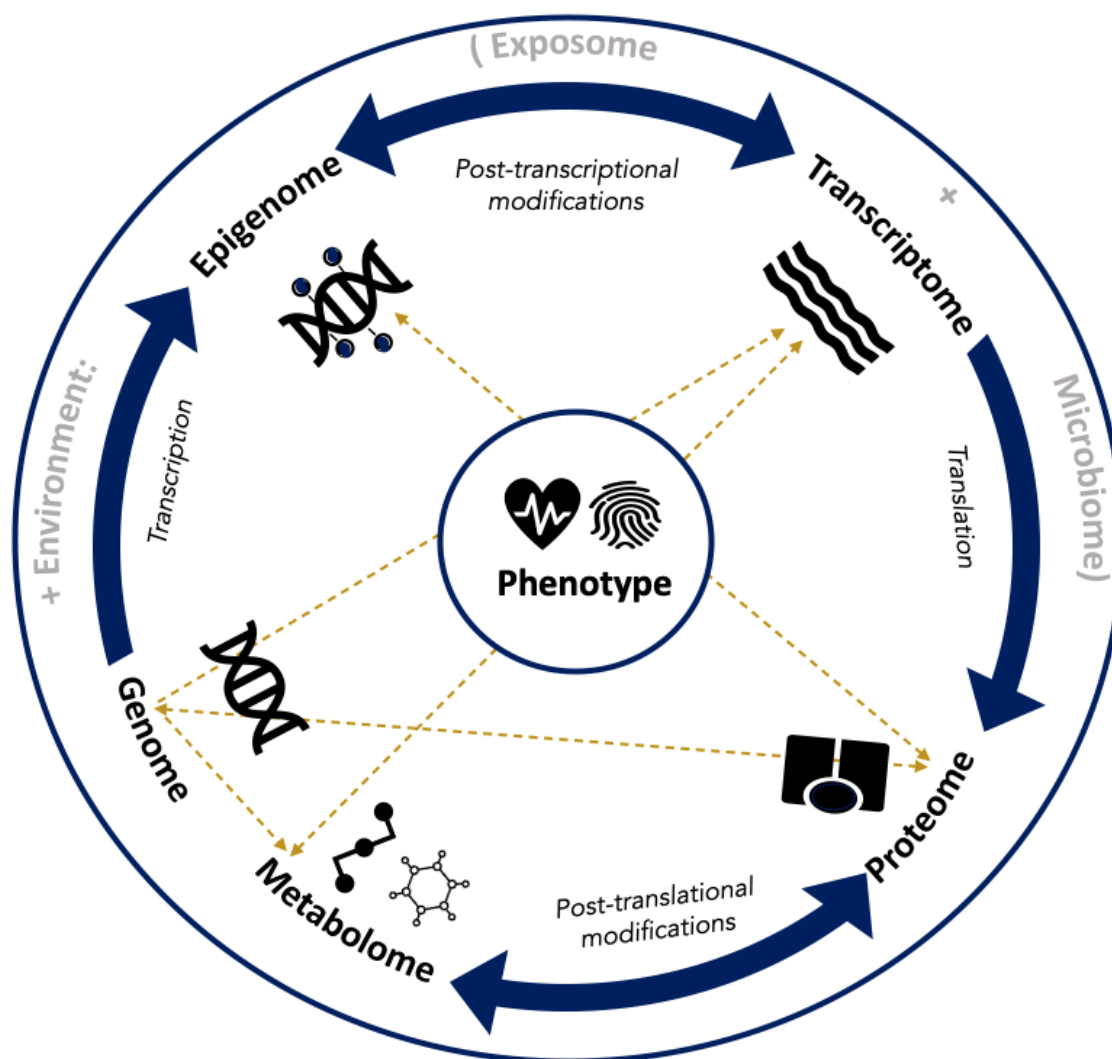 ( Exposome
+
Microbiome)
+ Environment:
Epigenome
Post-transcriptional
modifications
Transcriptome
Transcription
Translation
Phenotype
Genome
Metabolome
Post-translational
modifications
Proteome